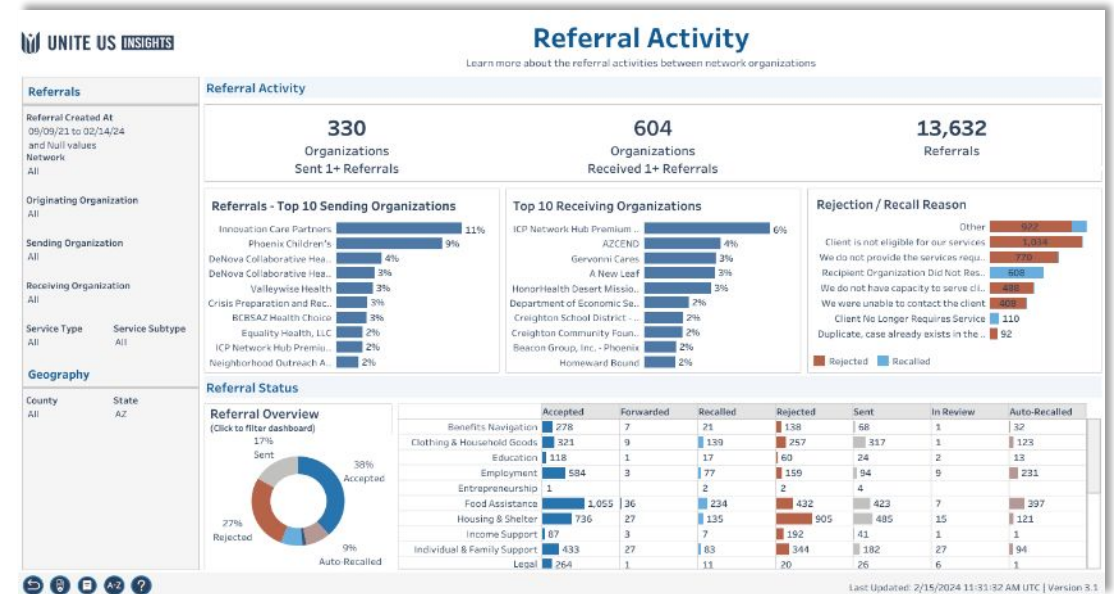 UNITE US INSIGHTS
Referral Activity
Learn more about the referral activities between network organizations
Referrals
Referral Created At
09/09/21 to 02/14/24
and Null values
Network
All
Originating Organization
All
Sending Organization
All
Receiving Organization
All
Service Type Service Subtype
All All
Geography
County State
All AZ
Referral Activity
330
Organizations
Sent 1+ Referrals
604
Organizations
Received 1+ Referrals
13,632
Referrals
Referrals - Top 10 Sending Organizations
Innovation Care Partners 11%
Phoenix Children's 9%
DeNova Collaborative Hea.. 4%
DeNova Collaborative Hea.. 3%
Valleywise Health 3%
Crisis Preparation and Rec.. 3%
BCBSAZ Health Choice 3%
Equality Health, LLC 2%
ICP Network Hub Premiu.. 2%
Neighborhood Outreach A.. 2%
Top 10 Receiving Organizations
ICP Network Hub Premium .. 6%
AZCEND 4%
Gervonni Cares 3%
A New Leaf 3%
HonorHealth Desert Missio.. 3%
Department of Economic Se.. 2%
Creighton School District - .. 2%
Creighton Community Foun.. 2%
Beacon Group, Inc. - Phoenix 2%
Homeward Bound 2%
Rejection / Recall Reason
Other 922
Client is not eligible for our services 1,034
We do not provide the services requ.. 770
Recipient Organization Did Not Res.. 608
We do not have capacity to serve cli..
We were unable to contact the client 408
Client No Longer Requires Service 110
Duplicate, case already exists in the .. 92
Rejected Recalled
Referral Status
Referral Overview
(Click to filter dashboard)
17%
Sent
38%
Accepted
27%
Rejected
9%
Auto-Recalled
Accepted Forwarded Recalled Rejected Sent In Review Auto-Recalled
Benefits Navigation 278 7 21 138 68 1 32
Clothing & Household Goods 321 9 139 257 317 1 123
Education 118 1 17 60 24 2 13
Employment 584 3 77 159 94 9 231
Entrepreneurship 1 2 2 4
Food Assistance 1,055 36 234 432 423 7 397
Housing & Shelter 736 27 135 905 485 15 121
Income Support 87 3 7 192 41 1 1
Individual & Family Support 433 27 83 344 182 27 94
Legal 264 1 11 20 26 6 1
A-Z ?
Last Updated: 2/15/2024 11:31:32 AM UTC | Version 3.1